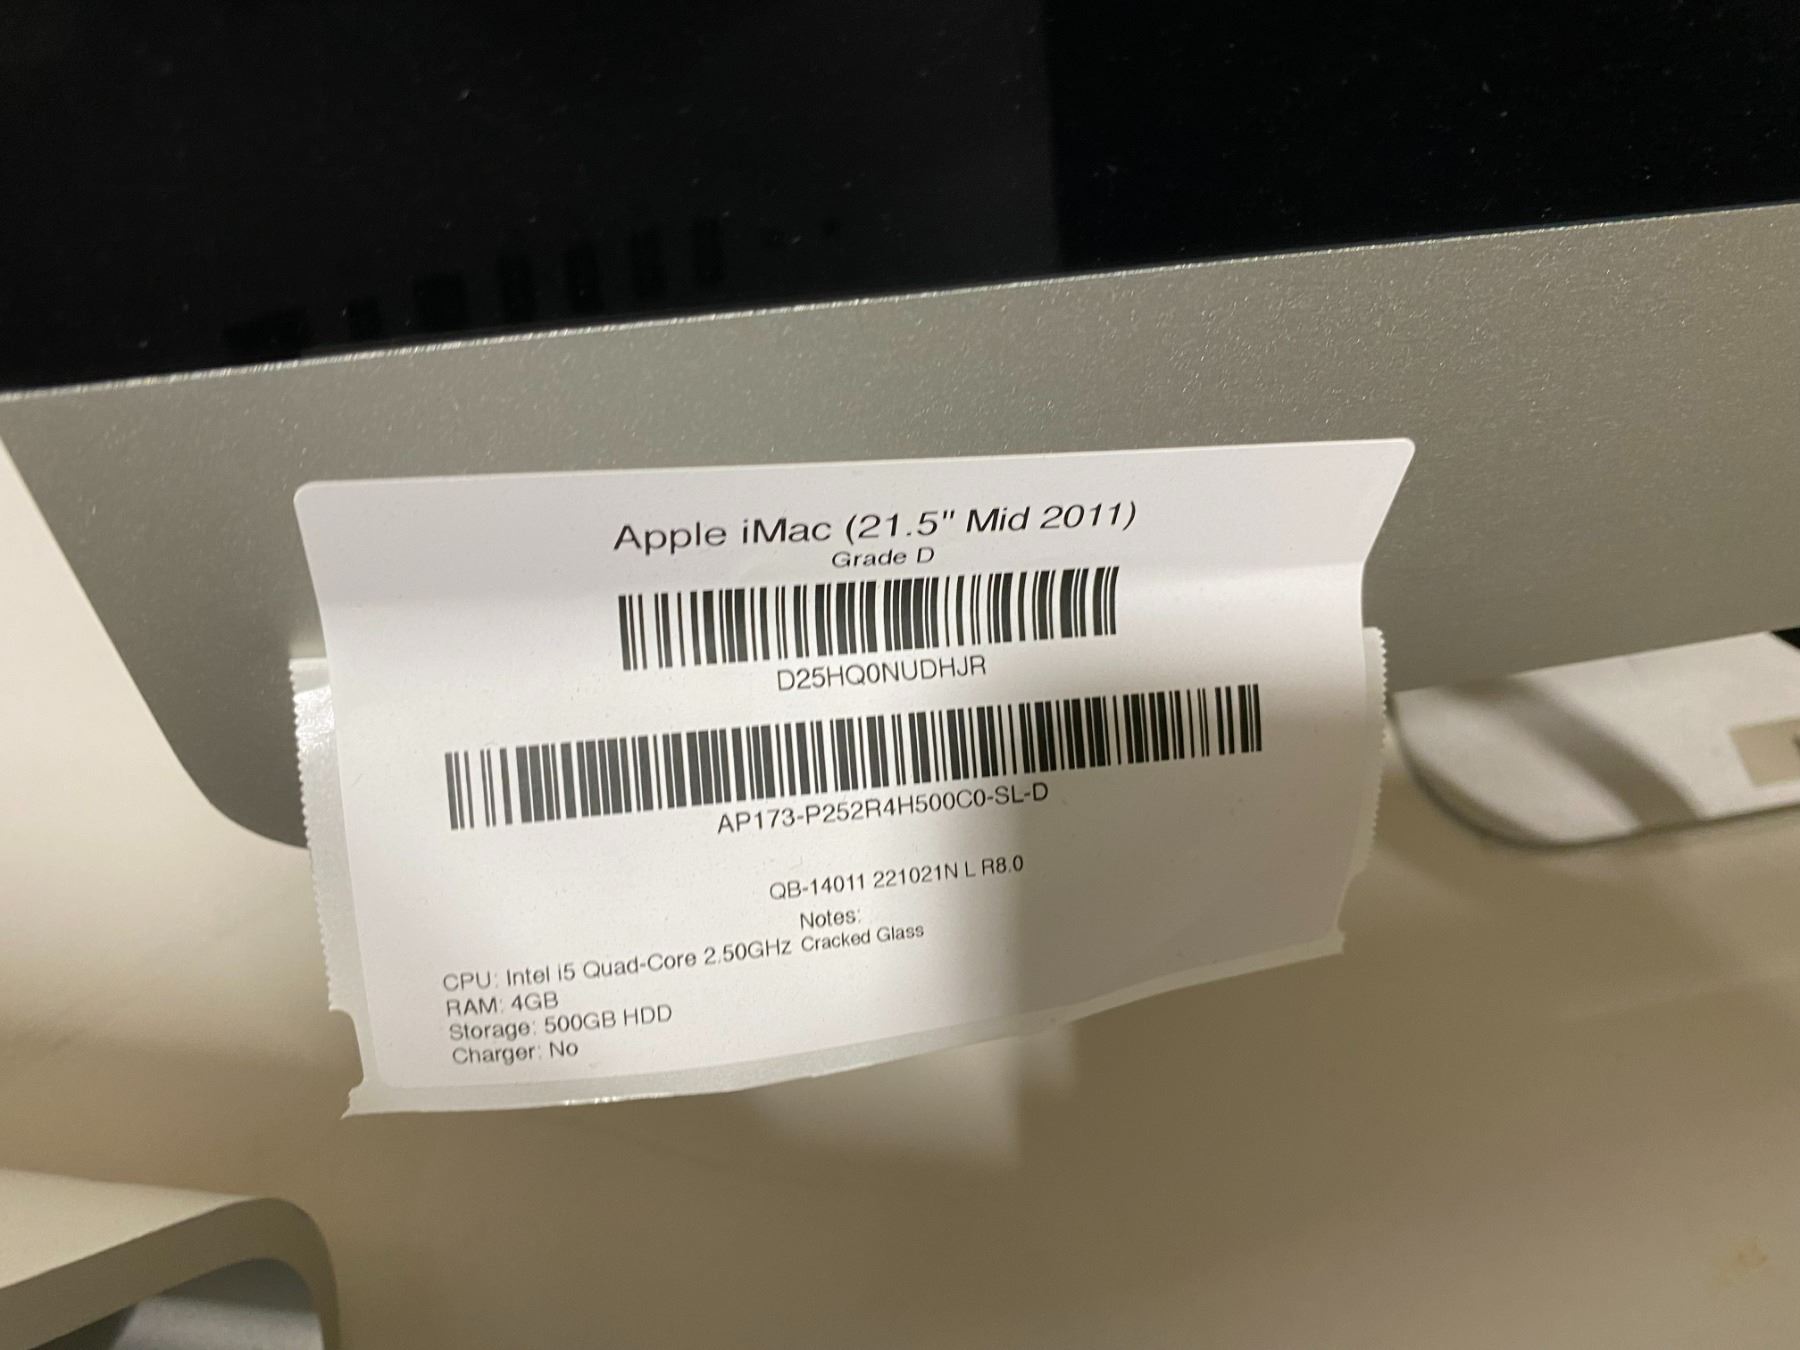 Apple iMac (21.5" Mid 2011)
Grade D
D25HQ0NUDHJR
AP173-P252R4H500C0-SL-D
QB-14011 221021N L R8.0
Notes:
CPU: Intel i5 Quad-Core 2.50GHz Cracked Glass
RAM: 4GB
Storage: 500GB HDD
Charger: No